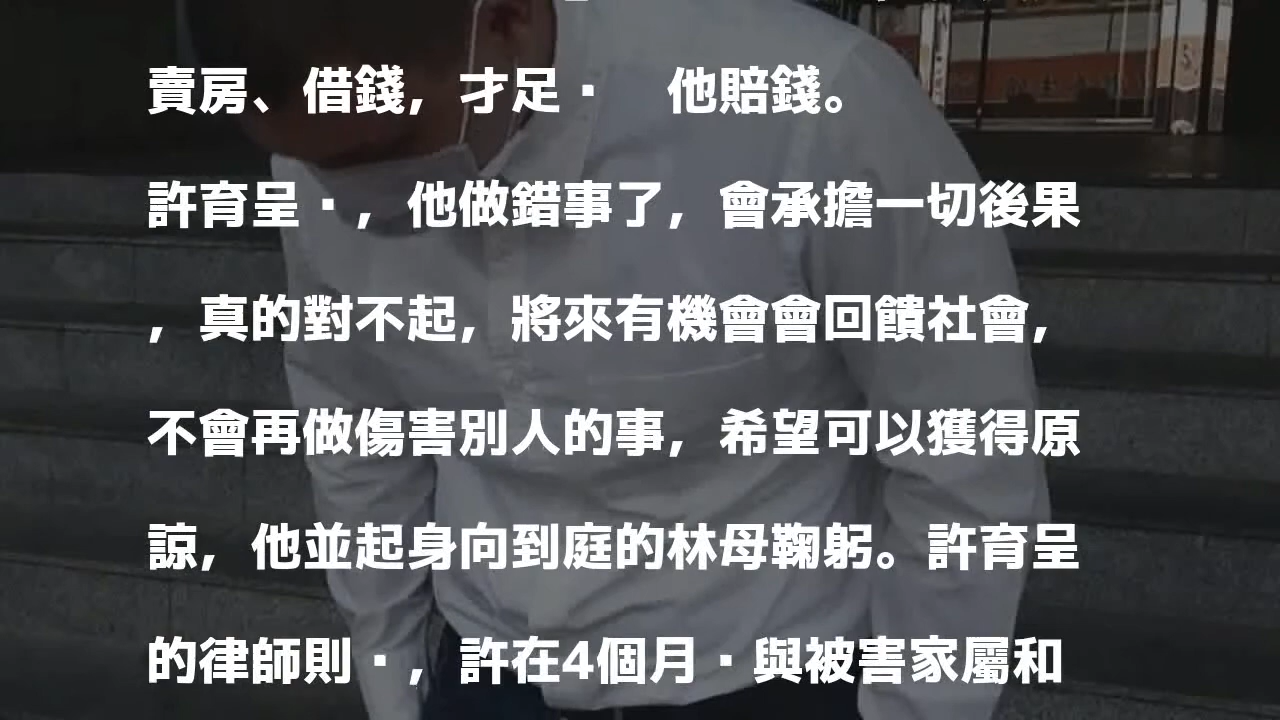 賣房、借錢，才足▪　他賠錢。
許育呈▪，他做錯事了，會承擔一切後果
，真的對不起，將來有機會會回饋社會，
不會再做傷害別人的事，希望可以獲得原
諒，他並起身向到庭的林母鞠躬。許育呈
的律師則▪，許在4個月▪與被害家屬和